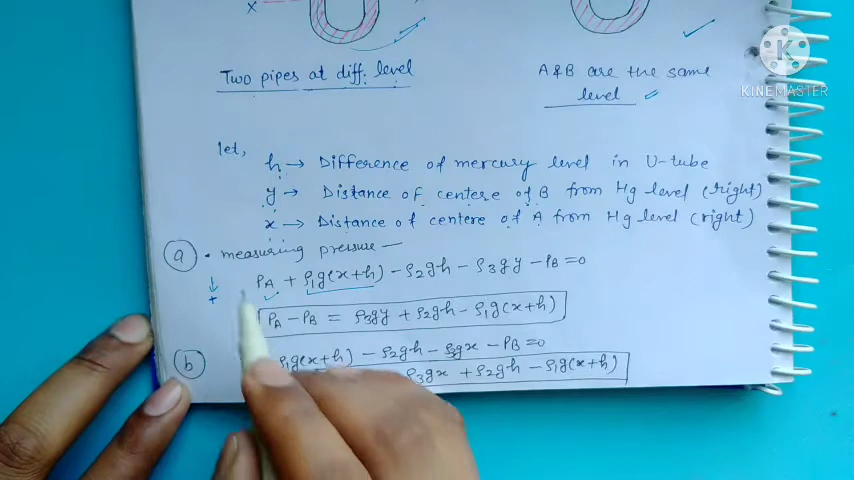 x
Two pipes at diff. level
A & B are the same
level
KINEMASTER
let,
h → Difference of mercury level in U-tube
y → Distance of centere of B from Hg level (right)
x → Distance of centere of A from Hg level (right)
(a) • measuring pressure —
PA + ρ1g(x+h) - ρ2gh - ρ3gy - PB = 0
↓
+
PA - PB = ρ3gy + ρ2gh - ρ1g(x+h)
(b) ρ1g(x+h) - ρ2gh - ρ3gx - PB = 0
ρ3gx + ρ2gh - ρ1g(x+h)